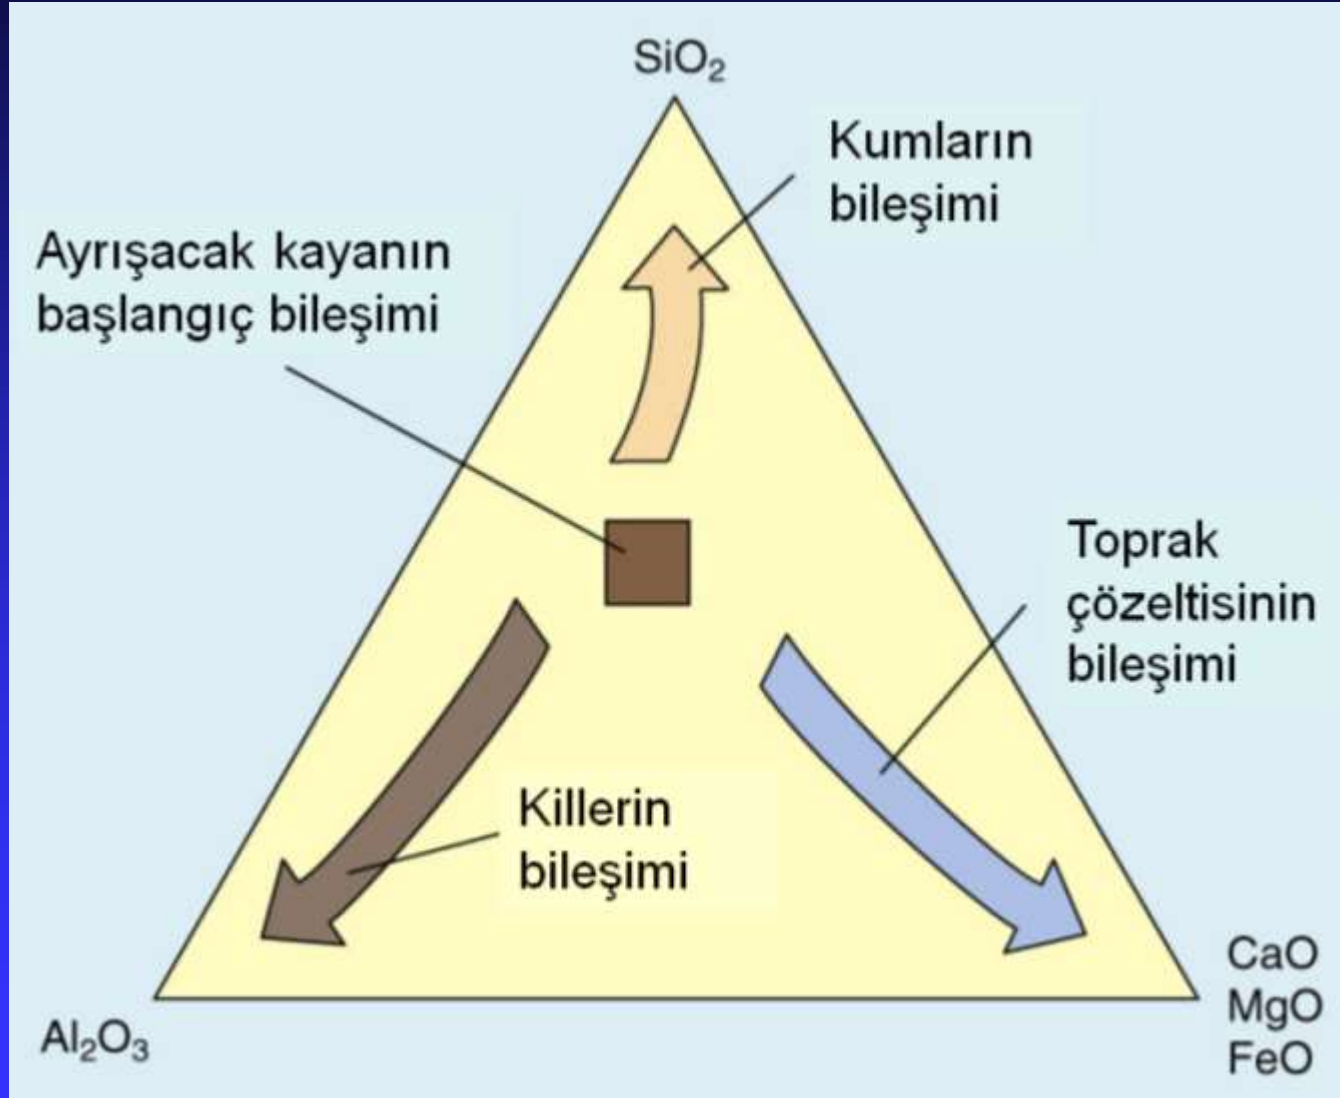 SiO₂
Kumların
bileşimi
Ayrışacak kayanın
başlangıç bileşimi
Toprak
çözeltisinin
bileşimi
Killerin
bileşimi
Al₂O₃
CaO
MgO
FeO